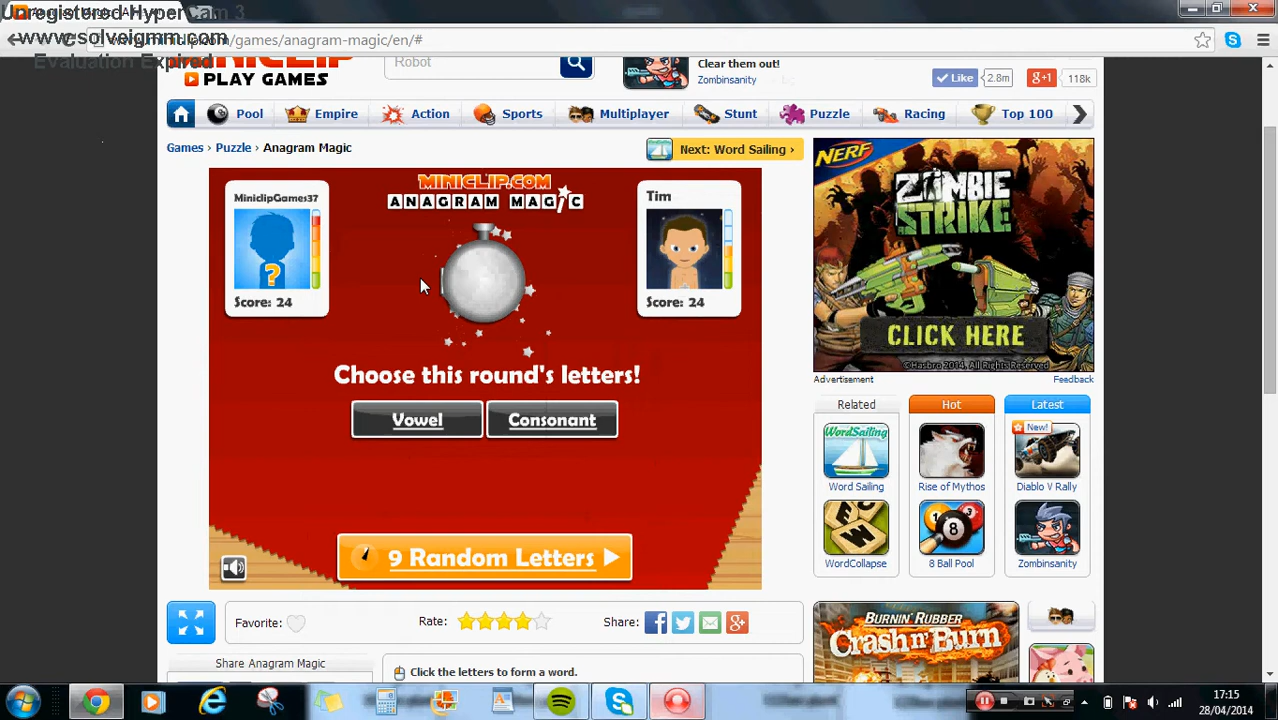 Unregistered HyperCam 3
www.solveigmm.com
Evaluation Expired
/games/anagram-magic/en/#
MINICLIP
PLAY GAMES
Robot
Clear them out!
Zombinsanity
Like
2.8m
+1
118k
Pool
Empire
Action
Sports
Multiplayer
Stunt
Puzzle
Racing
Top 100
Games › Puzzle › Anagram Magic
Next: Word Sailing ›
MiniclipGames37
Score: 24
MINICLIP.COM
ANAGRAM MAGIC
Tim
Score: 24
Choose this round's letters!
Vowel
Consonant
9 Random Letters
NERF
ZOMBIE
STRIKE
CLICK HERE
©Hasbro 2014. All Rights Reserved
Advertisement
Feedback
Related
Hot
Latest
New!
Word Sailing
Rise of Mythos
Diablo V Rally
WordCollapse
8 Ball Pool
Zombinsanity
Favorite:
Rate:
Share:
Share Anagram Magic
Click the letters to form a word.
BURNIN' RUBBER
Crash n' Burn
17:15
28/04/2014